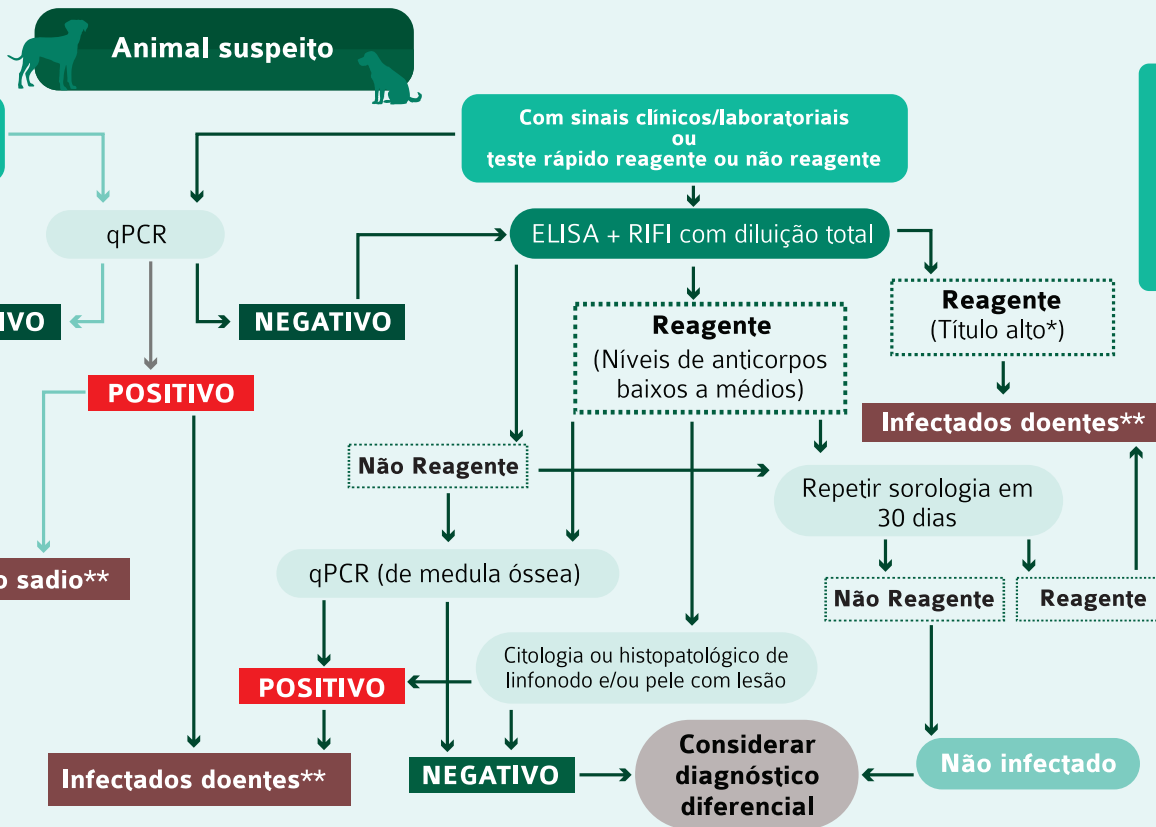 Animal suspeito
Com sinais clínicos/laboratoriais
ou
teste rápido reagente ou não reagente
qPCR
ELISA + RIFI com diluição total
IVO
NEGATIVO
Reagente
(Níveis de anticorpos
baixos a médios)
Reagente
(Título alto*)
POSITIVO
Infectados doentes**
Não Reagente
Repetir sorologia em
30 dias
o sadio**
qPCR (de medula óssea)
Não Reagente
Reagente
Citologia ou histopatológico de
linfonodo e/ou pele com lesão
POSITIVO
Infectados doentes**
NEGATIVO
Considerar
diagnóstico
diferencial
Não infectado